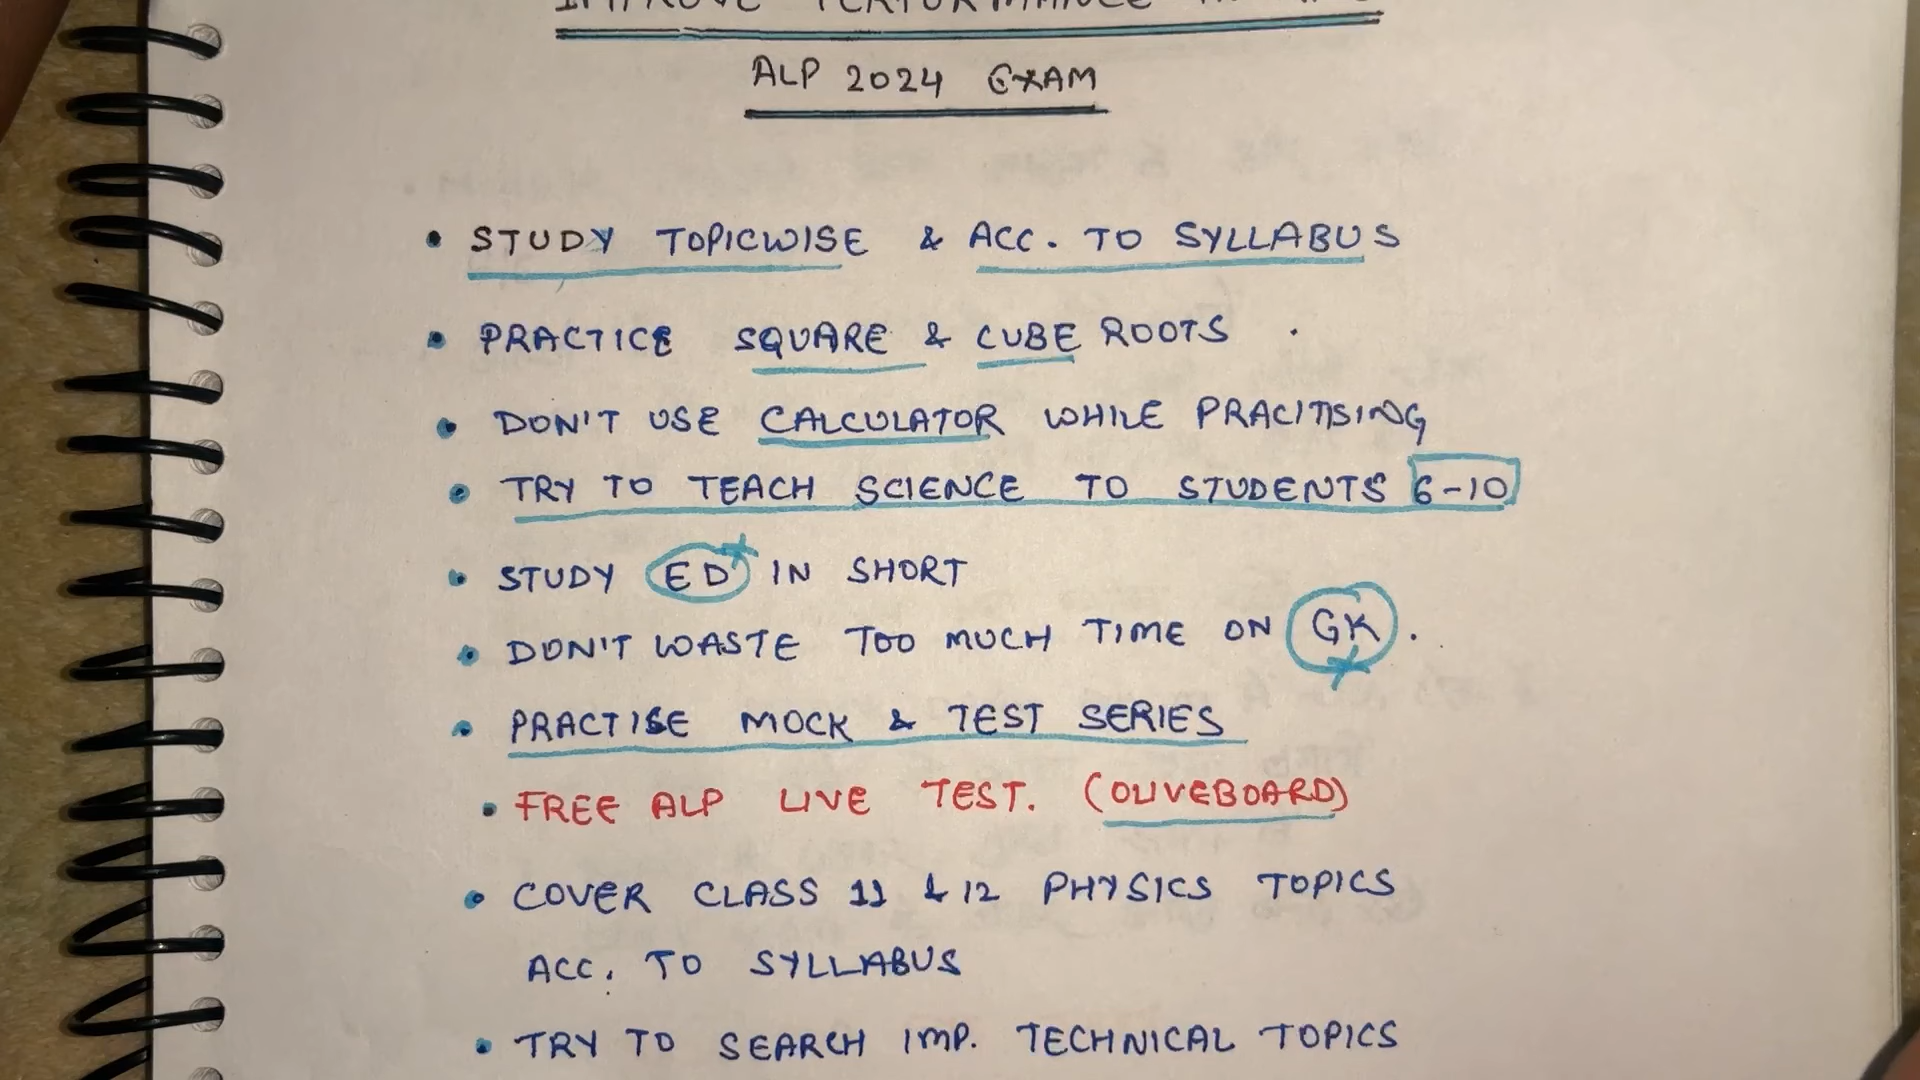 IMPROVE PERFORMANCE
ALP 2024 EXAM
• STUDY TOPICWISE & ACC. TO SYLLABUS
• PRACTICE SQUARE & CUBE ROOTS .
• DON'T USE CALCULATOR WHILE PRACITISING
• TRY TO TEACH SCIENCE TO STUDENTS 6-10
• STUDY ED IN SHORT
• DON'T WASTE TOO MUCH TIME ON GK .
• PRACTISE MOCK & TEST SERIES
• FREE ALP LIVE TEST. (OLIVEBOARD)
• COVER CLASS 11 & 12 PHYSICS TOPICS
ACC. TO SYLLABUS
• TRY TO SEARCH IMP. TECHNICAL TOPICS